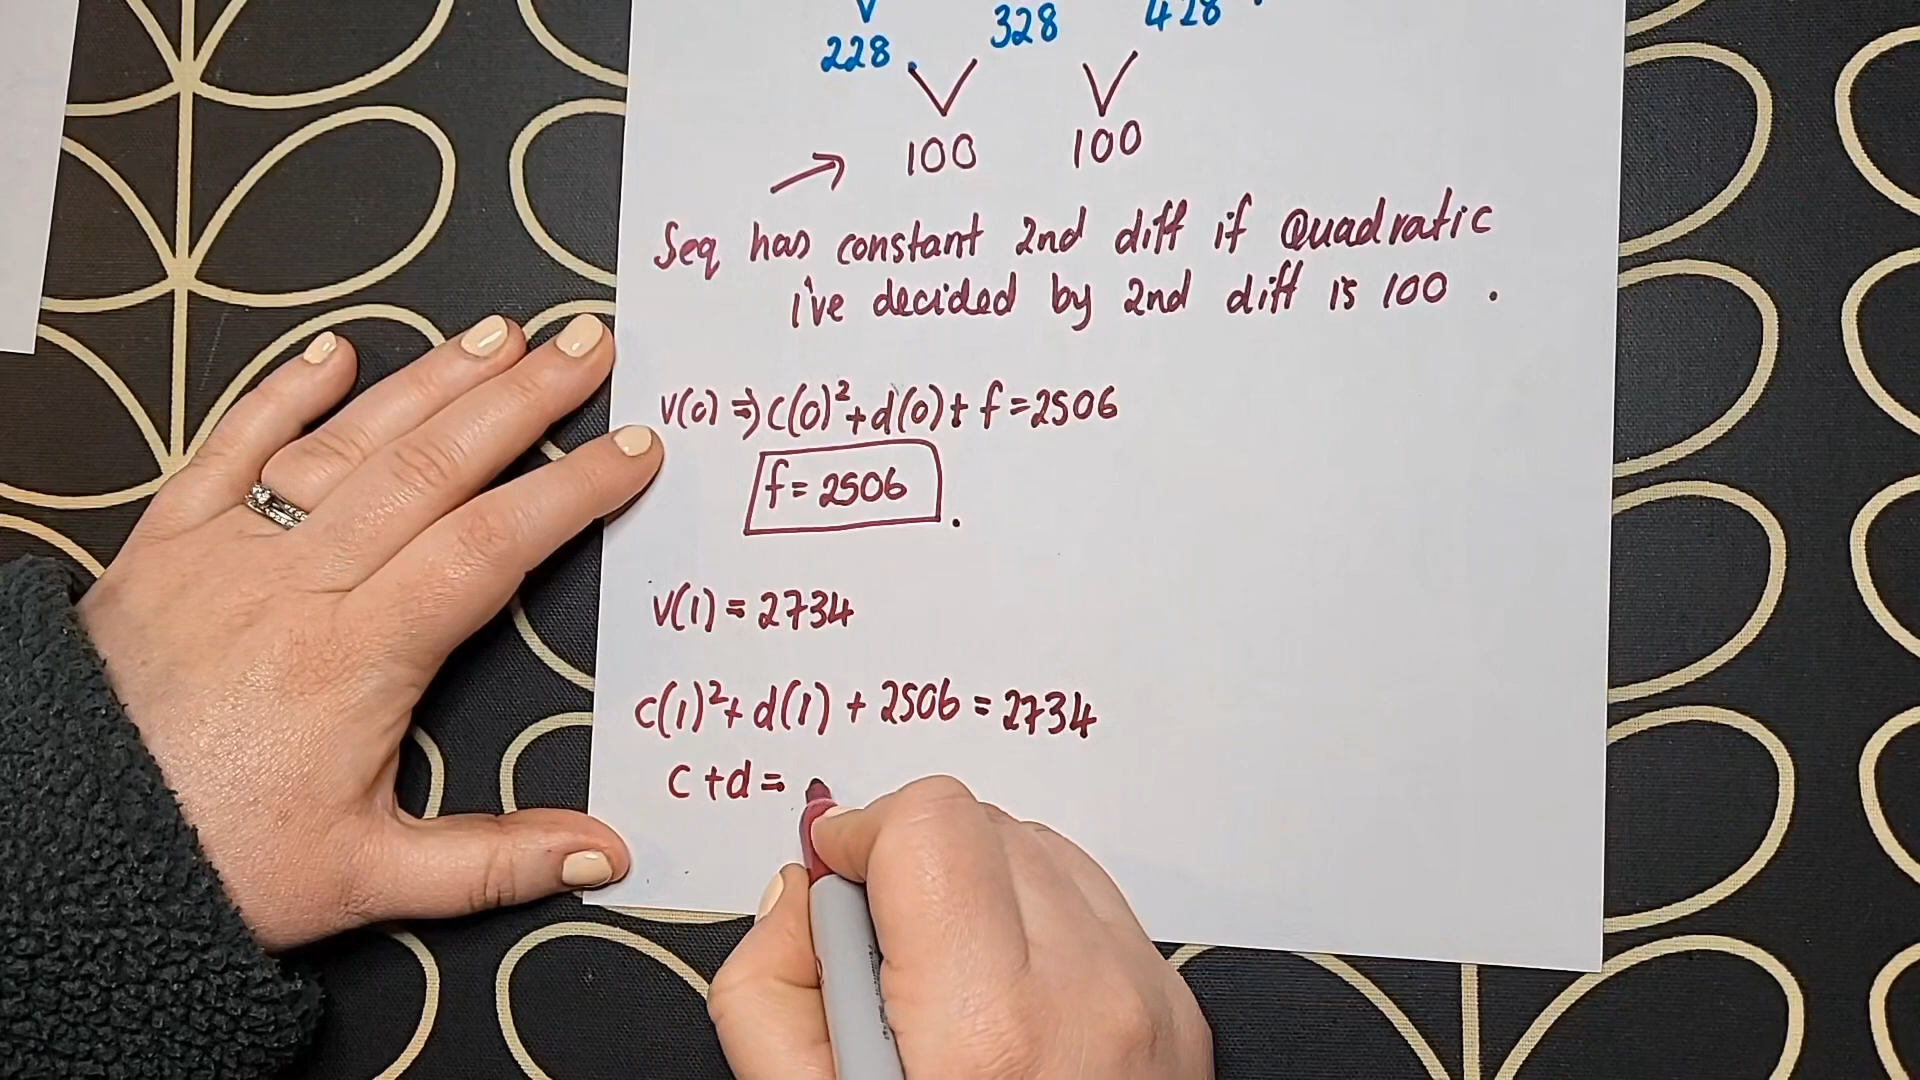 228 328 428
100 100
Seq has constant 2nd diff if Quadratic
i've decided by 2nd diff is 100.
V(0) ⇒ c(0)²+d(0)+f=2506
f=2506.
V(1)=2734
c(1)²+d(1)+2506=2734
c+d=